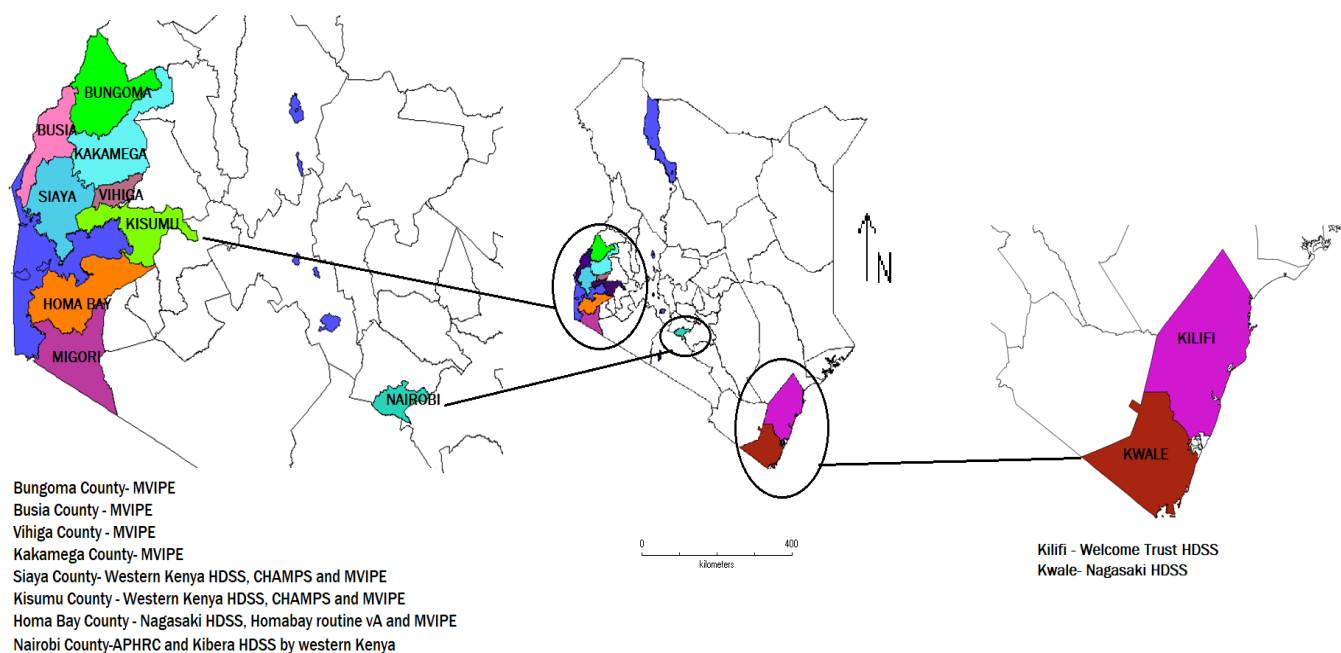 BUNGOMA
BUSIA
KAKAMEGA
SIAYA
VIHIGA
KISUMU
HOMA BAY
MIGORI
NAIROBI
N
KILIFI
KWALE
0 400
kilometers
Bungoma County- MVIPE
Busia County - MVIPE
Vihiga County - MVIPE
Kakamega County- MVIPE
Siaya County- Western Kenya HDSS, CHAMPS and MVIPE
Kisumu County - Western Kenya HDSS, CHAMPS and MVIPE
Homa Bay County - Nagasaki HDSS, Homabay routine vA and MVIPE
Nairobi County-APHRC and Kibera HDSS by western Kenya
Kilifi - Welcome Trust HDSS
Kwale- Nagasaki HDSS